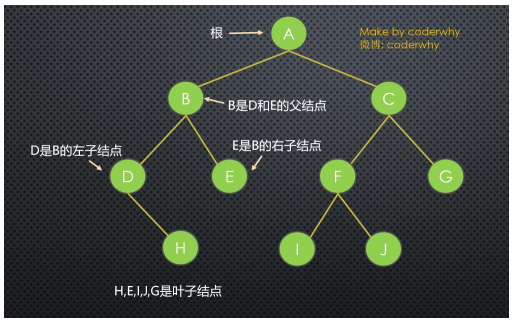 根
A
Make by coderwhy
微博: coderwhy
B
B是D和E的父结点
C
D是B的左子结点
E是B的右子结点
D
E
F
G
H
I
J
H,E,I,J,G是叶子结点